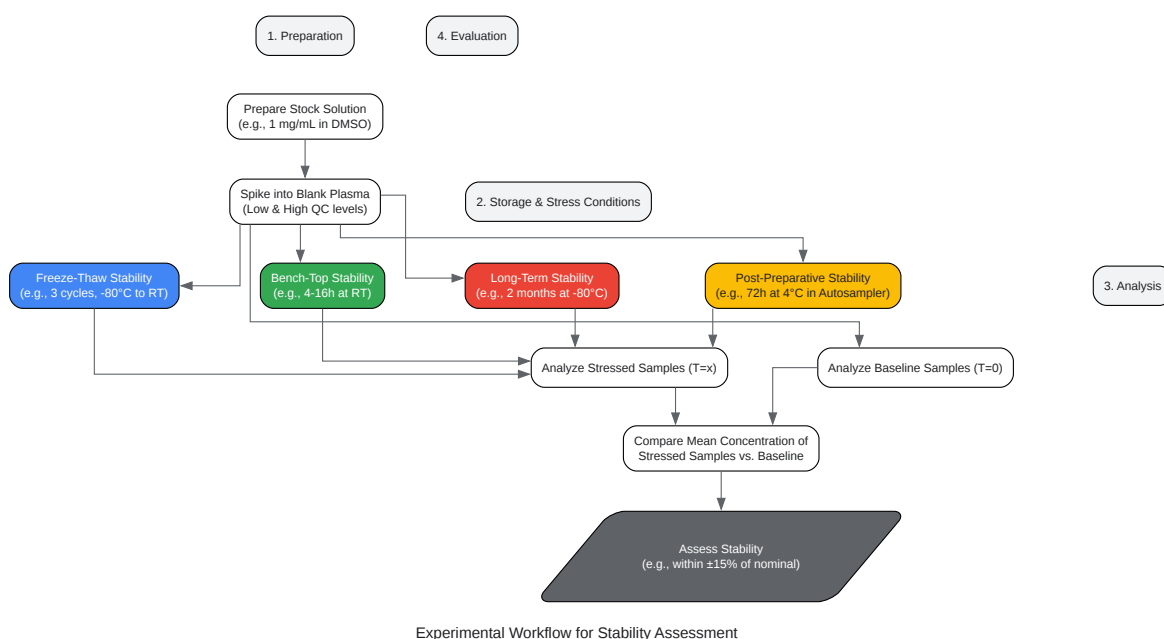 1. Preparation
4. Evaluation
Prepare Stock Solution
(e.g., 1 mg/mL in DMSO)
Spike into Blank Plasma
(Low & High QC levels)
2. Storage & Stress Conditions
Freeze-Thaw Stability
(e.g., 3 cycles, -80°C to RT)
Bench-Top Stability
(e.g., 4-16h at RT)
Long-Term Stability
(e.g., 2 months at -80°C)
Post-Preparative Stability
(e.g., 72h at 4°C in Autosampler)
3. Analysis
Analyze Stressed Samples (T=x)
Analyze Baseline Samples (T=0)
Compare Mean Concentration of
Stressed Samples vs. Baseline
Assess Stability
(e.g., within ±15% of nominal)
Experimental Workflow for Stability Assessment